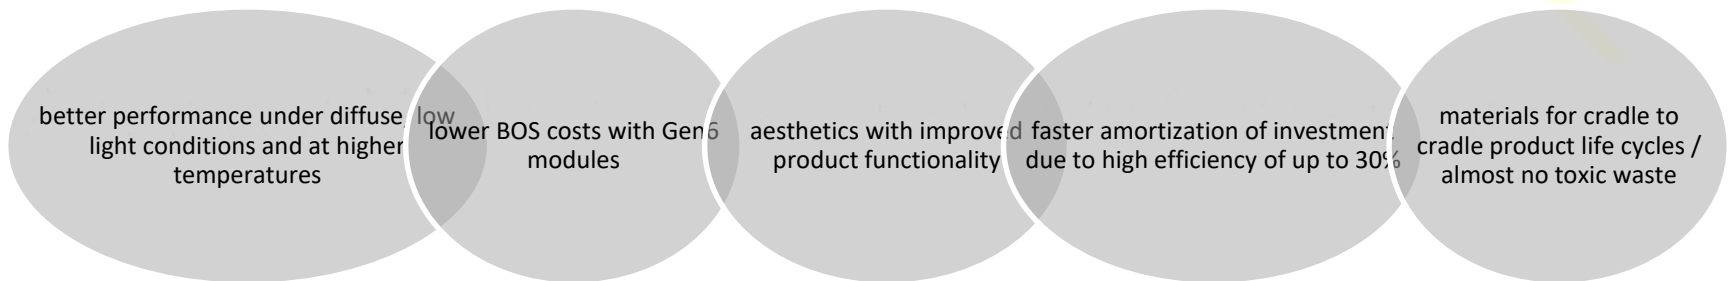 better performance under diffuse, low
light conditions and at higher
temperatures
lower BOS costs with Gen6
modules
aesthetics with improved
product functionality
faster amortization of investment
due to high efficiency of up to 30%
materials for cradle to
cradle product life cycles /
almost no toxic waste